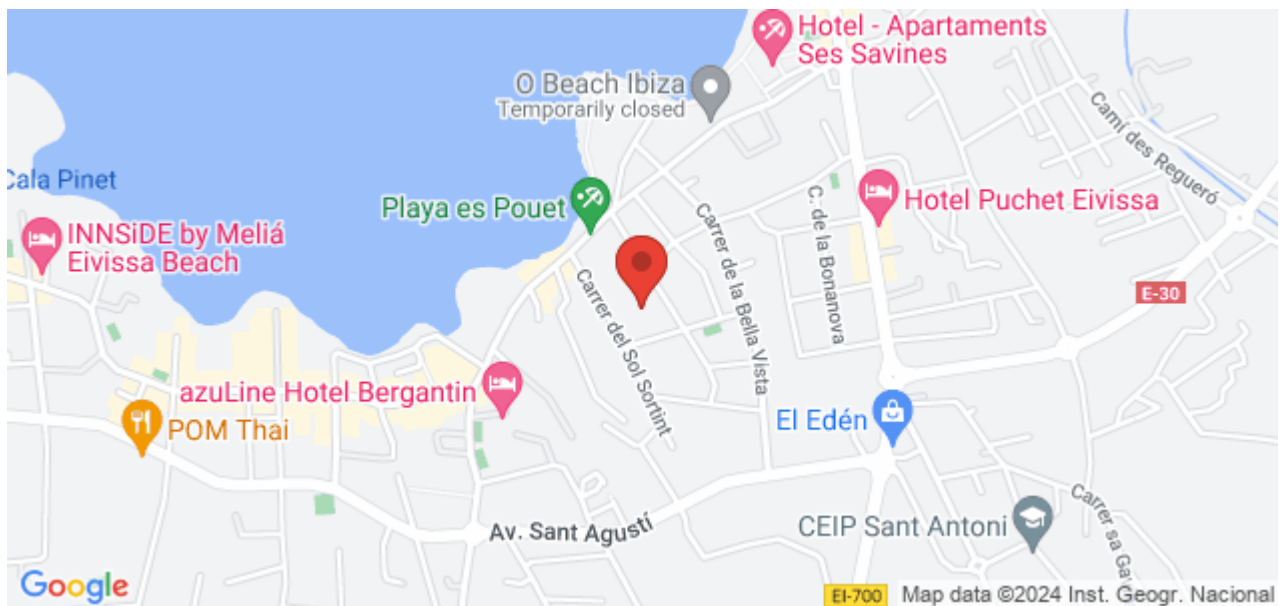 Hotel - Apartaments
Ses Savines
O Beach Ibiza
Temporarily closed
Camí des Regueró
Cala Pinet
Playa es Pouet
Hotel Puchet Eivissa
INNSiDE by Meliá
Eivissa Beach
Carrer de la Bella Vista
C. de la Bonanova
E-30
Carrer del Sol Sortint
azuLine Hotel Bergantin
POM Thai
El Edén
Av. Sant Agustí
CEIP Sant Antoni
Carrer sa Ga
Google
EI-700
Map data ©2024 Inst. Geogr. Nacional